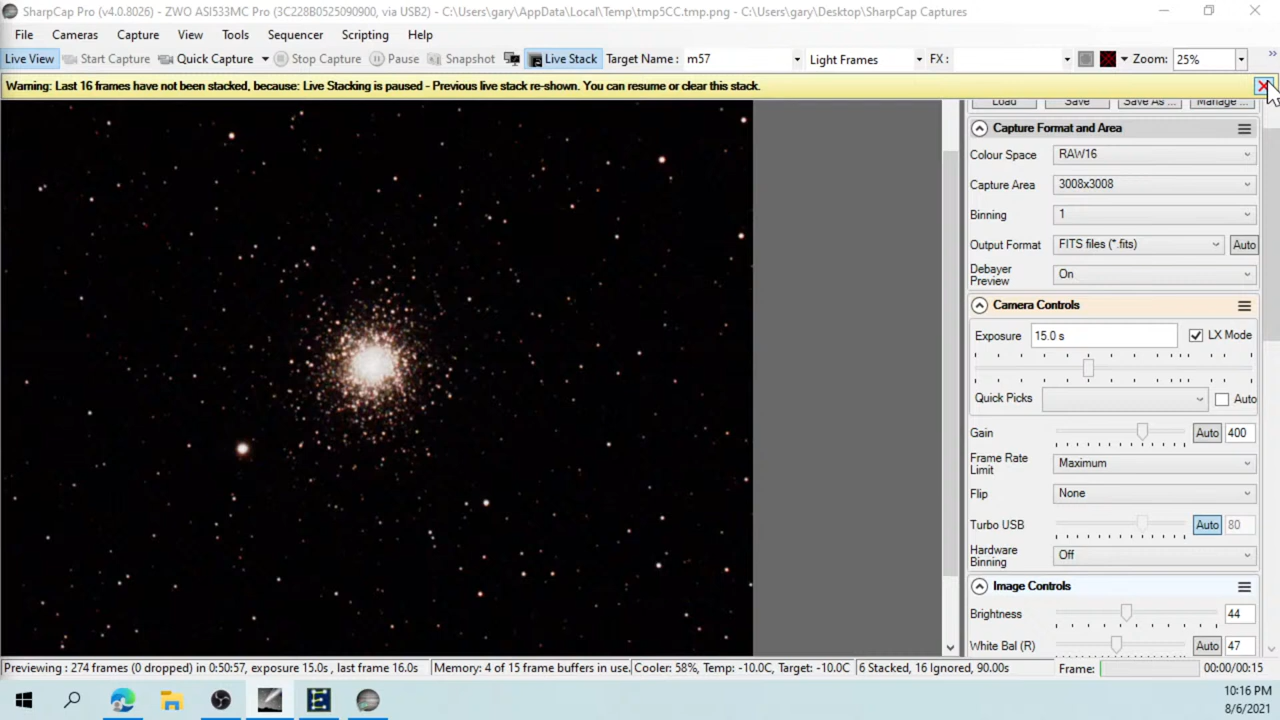 SharpCap Pro (v4.0.8026) - ZWO ASI533MC Pro (3C228B0525090900, via USB2) - C:\Users\gary\AppData\Local\Temp\tmp5CC.tmp.png - C:\Users\gary\Desktop\SharpCap Captures
File Cameras Capture View Tools Sequencer Scripting Help
Live View Start Capture Quick Capture Stop Capture Pause Snapshot Live Stack Target Name : m57 Light Frames FX : Zoom: 25%
Warning: Last 16 frames have not been stacked, because: Live Stacking is paused - Previous live stack re-shown. You can resume or clear this stack.
Load Save Save As ... Manage ...
Capture Format and Area
Colour Space RAW16
Capture Area 3008x3008
Binning 1
Output Format FITS files (*.fits) Auto
Debayer Preview On
Camera Controls
Exposure 15.0 s LX Mode
Quick Picks Auto
Gain Auto 400
Frame Rate Limit Maximum
Flip None
Turbo USB Auto 80
Hardware Binning Off
Image Controls
Brightness 44
White Bal (R) Auto 47
Previewing : 274 frames (0 dropped) in 0:50:57, exposure 15.0s , last frame 16.0s Memory: 4 of 15 frame buffers in use. Cooler: 58%, Temp: -10.0C, Target: -10.0C 6 Stacked, 16 Ignored, 90.00s Frame: 00:00/00:15
10:16 PM
8/6/2021